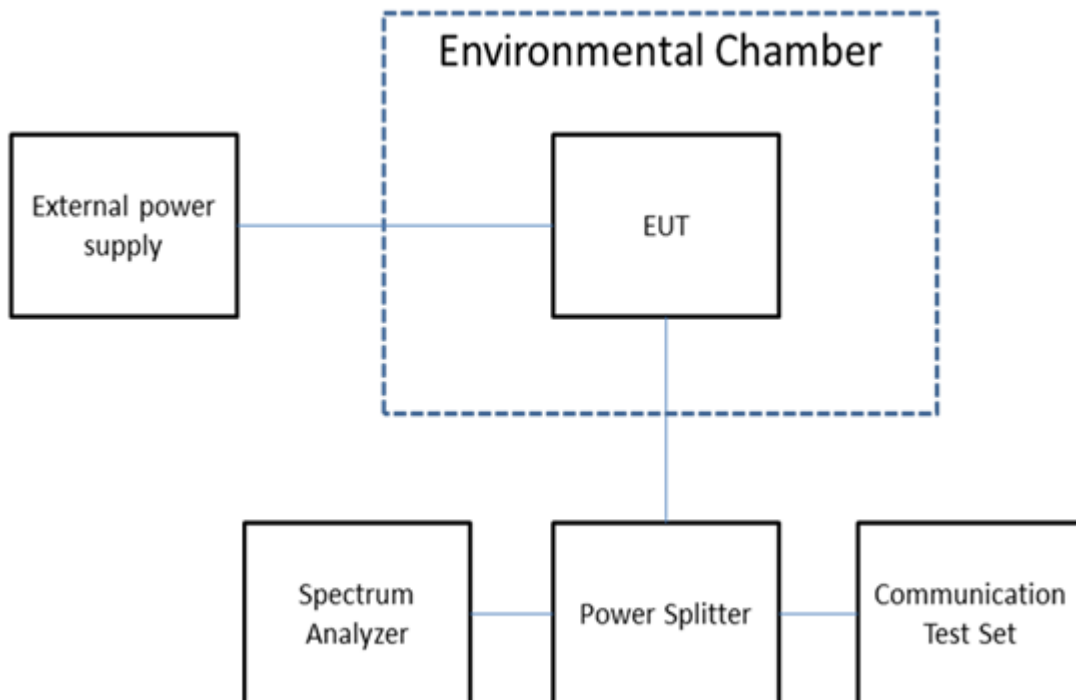 Environmental Chamber
External power
supply
EUT
Spectrum
Analyzer
Power Splitter
Communication
Test Set